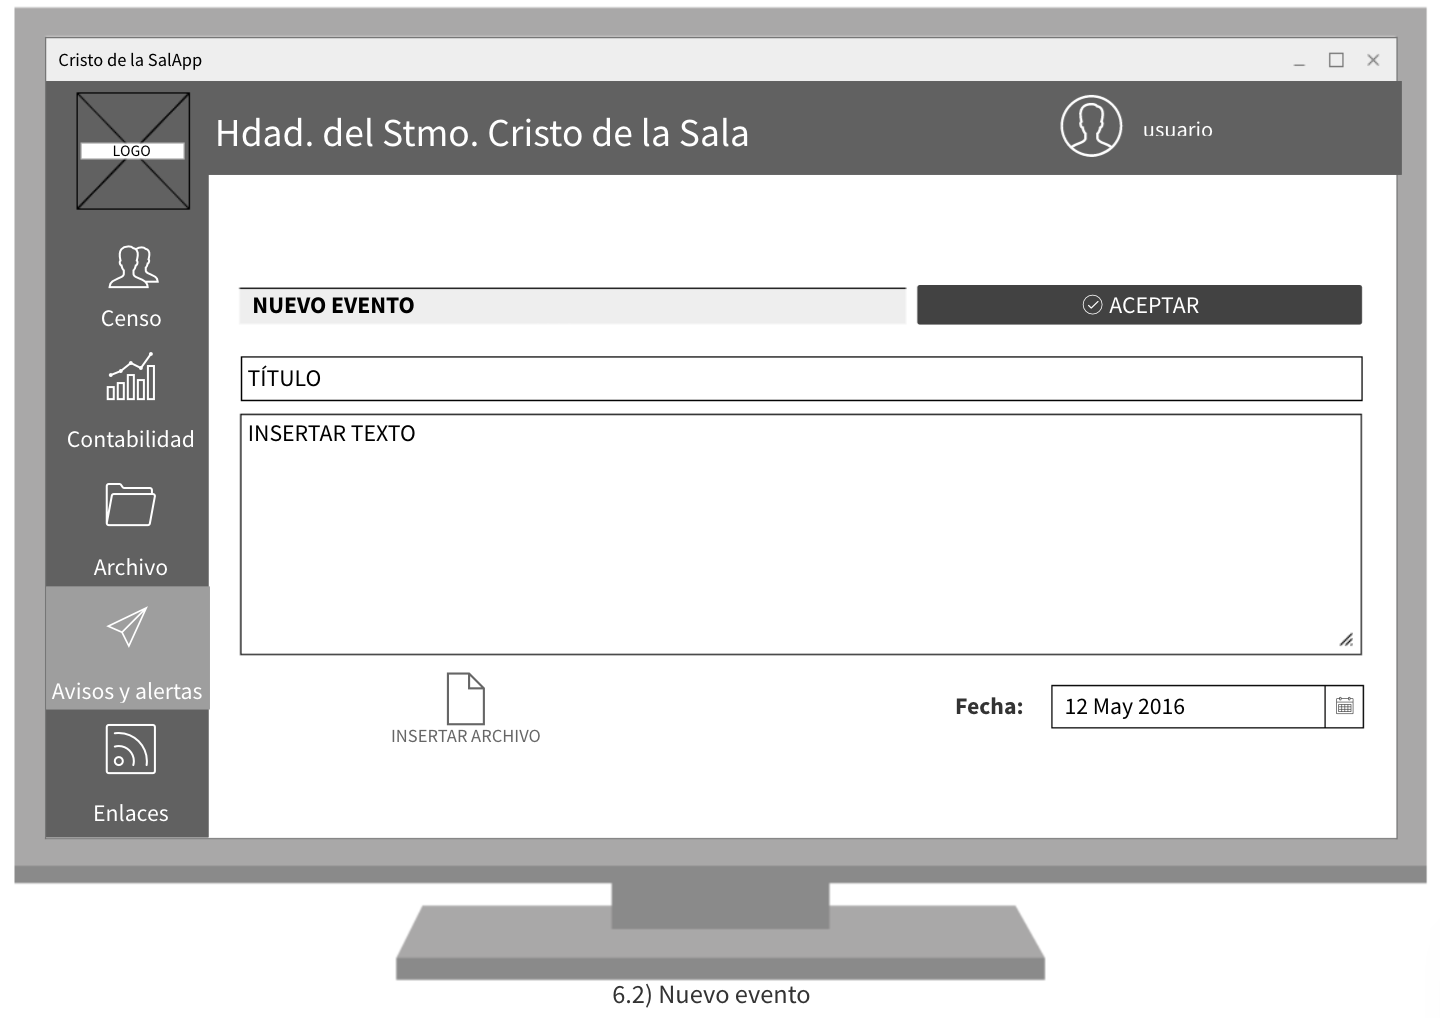 Cristo de la SalApp
LOGO
Hdad. del Stmo. Cristo de la Sala
usuario
Censo
Contabilidad
Archivo
Avisos y alertas
Enlaces
NUEVO EVENTO
ACEPTAR
TÍTULO
INSERTAR TEXTO
INSERTAR ARCHIVO
Fecha:
12 May 2016
6.2) Nuevo evento